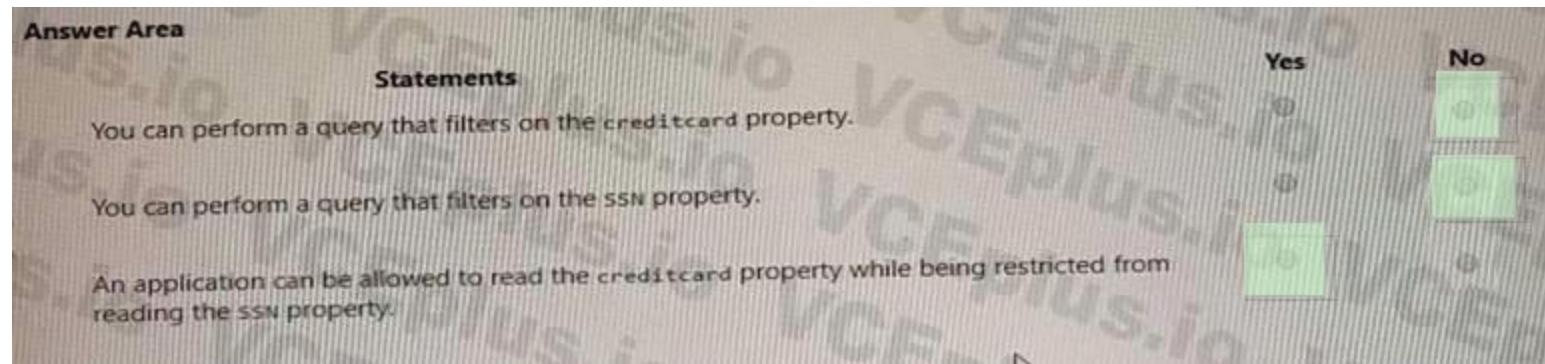 Answer Area
Statements
Yes
No
You can perform a query that filters on the creditcard property.
You can perform a query that filters on the SSN property.
An application can be allowed to read the creditcard property while being restricted from
reading the SSN property.
VCEplus.io